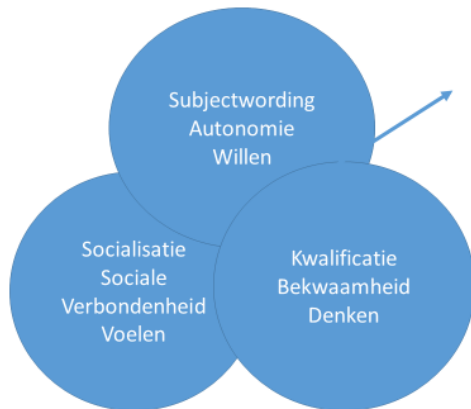 Subjectwording
Autonomie
Willen
Socialisatie
Sociale
Verbondenheid
Voelen
Kwalificatie
Bekwaamheid
Denken